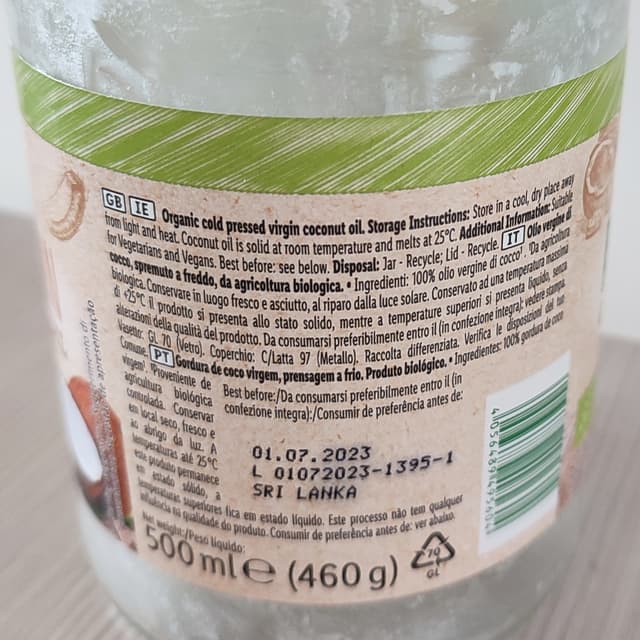 GB IE Organic cold pressed virgin coconut oil. Storage Instructions: Store in a cool, dry place away
from light and heat. Coconut oil is solid at room temperature and melts at 25°C. Additional Information: Suitable
for Vegetarians and Vegans. Best before: see below. Disposal: Jar - Recycle; Lid - Recycle. IT Olio vergine di
cocco, spremuto a freddo, da agricoltura biologica. • Ingredienti: 100% olio vergine di cocco¹. ¹Da agricoltura
biologica. Conservare in luogo fresco e asciutto, al riparo dalla luce solare. Conservato ad una temperatura massima
di +25°C il prodotto si presenta allo stato solido, mentre a temperature superiori si presenta liquido, senza
alterazioni della qualità del prodotto. Da consumarsi preferibilmente entro il (in confezione integra): vedere stampa.
Vasetto: GL 70 (Vetro). Coperchio: C/Latta 97 (Metallo). Raccolta differenziata. Verifica le disposizioni del tuo
Comune. PT Gordura de coco virgem, prensagem a frio. Produto biológico. • Ingredientes: 100% gordura de coco
virgem¹. ¹Proveniente de
agricultura biológica
controlada. Conservar
em local seco, fresco e
ao abrigo da luz. A
temperaturas até 25°C
este produto permanece
em estado sólido, a
temperaturas superiores fica em estado líquido. Este processo não tem qualquer
influência na qualidade do produto. Consumir de preferência antes de: ver abaixo.
Best before:/Da consumarsi preferibilmente entro il (in
confezione integra):/Consumir de preferência antes de:
01.07.2023
L 01072023-1395-1
SRI LANKA
Net weight/Peso líquido:
500 ml e (460 g)
70
GL
de apresentação